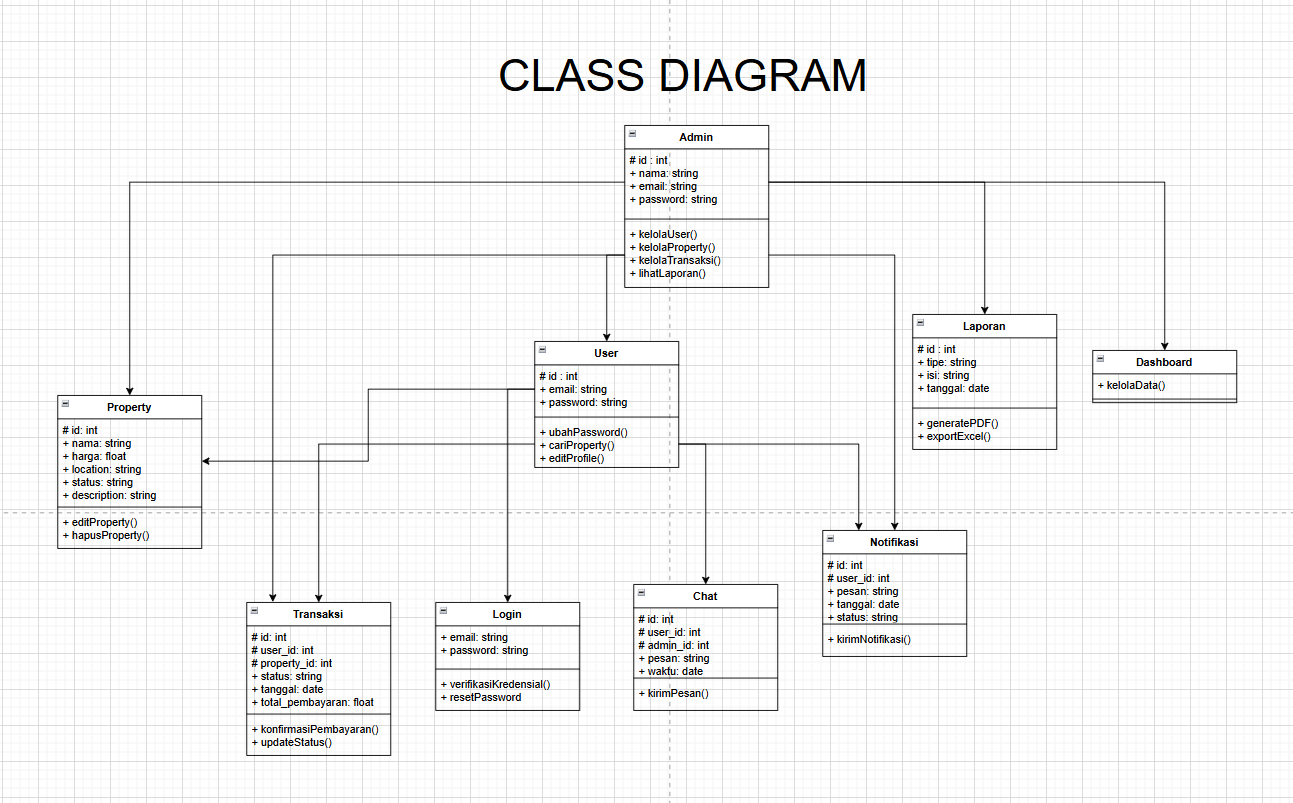 CLASS DIAGRAM
Admin
# id : int
+ nama: string
+ email: string
+ password: string
+ kelolaUser()
+ kelolaProperty()
+ kelolaTransaksi()
+ lihatLaporan()
Laporan
# id : int
+ tipe: string
+ isi: string
+ tanggal: date
+ generatePDF()
+ exportExcel()
Dashboard
+ kelolaData()
User
# id : int
+ email: string
+ password: string
+ ubahPassword()
+ cariProperty()
+ editProfile()
Property
# id: int
+ nama: string
+ harga: float
+ location: string
+ status: string
+ description: string
+ editProperty()
+ hapusProperty()
Notifikasi
# id: int
# user_id: int
+ pesan: string
+ tanggal: date
+ status: string
+ kirimNotifikasi()
Transaksi
# id: int
# user_id: int
# property_id: int
+ status: string
+ tanggal: date
+ total_pembayaran: float
+ konfirmasiPembayaran()
+ updateStatus()
Login
+ email: string
+ password: string
+ verifikasiKredensial()
+ resetPassword
Chat
# id: int
# user_id: int
# admin_id: int
+ pesan: string
+ waktu: date
+ kirimPesan()